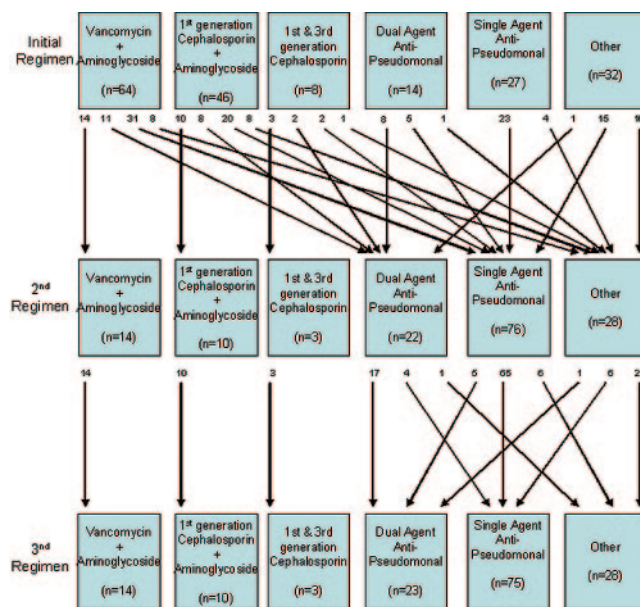 Initial Regimen
Vancomycin + Aminoglycoside (n=64)
1st generation Cephalosporin + Aminoglycoside (n=46)
1st & 3rd generation Cephalosporin (n=8)
Dual Agent Anti-Pseudomonal (n=14)
Single Agent Anti-Pseudomonal (n=27)
Other (n=32)
14 11 31 8 10 8 20 8 3 2 2 1 8 5 1 23 4 1 15
2nd Regimen
Vancomycin + Aminoglycoside (n=14)
1st generation Cephalosporin + Aminoglycoside (n=10)
1st & 3rd generation Cephalosporin (n=3)
Dual Agent Anti-Pseudomonal (n=22)
Single Agent Anti-Pseudomonal (n=76)
Other (n=28)
14 10 3 17 4 1 5 65 6 1 6
3rd Regimen
Vancomycin + Aminoglycoside (n=14)
1st generation Cephalosporin + Aminoglycoside (n=10)
1st & 3rd generation Cephalosporin (n=3)
Dual Agent Anti-Pseudomonal (n=23)
Single Agent Anti-Pseudomonal (n=75)
Other (n=28)